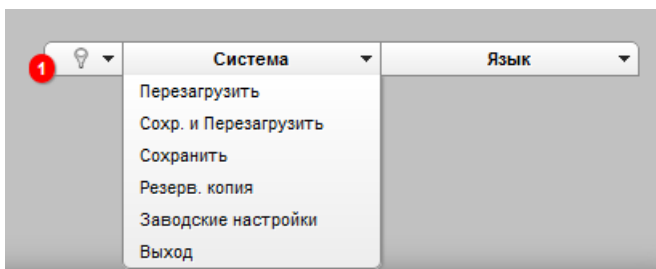 1 Система Язык
Перезагрузить
Сохр. и Перезагрузить
Сохранить
Резерв. копия
Заводские настройки
Выход